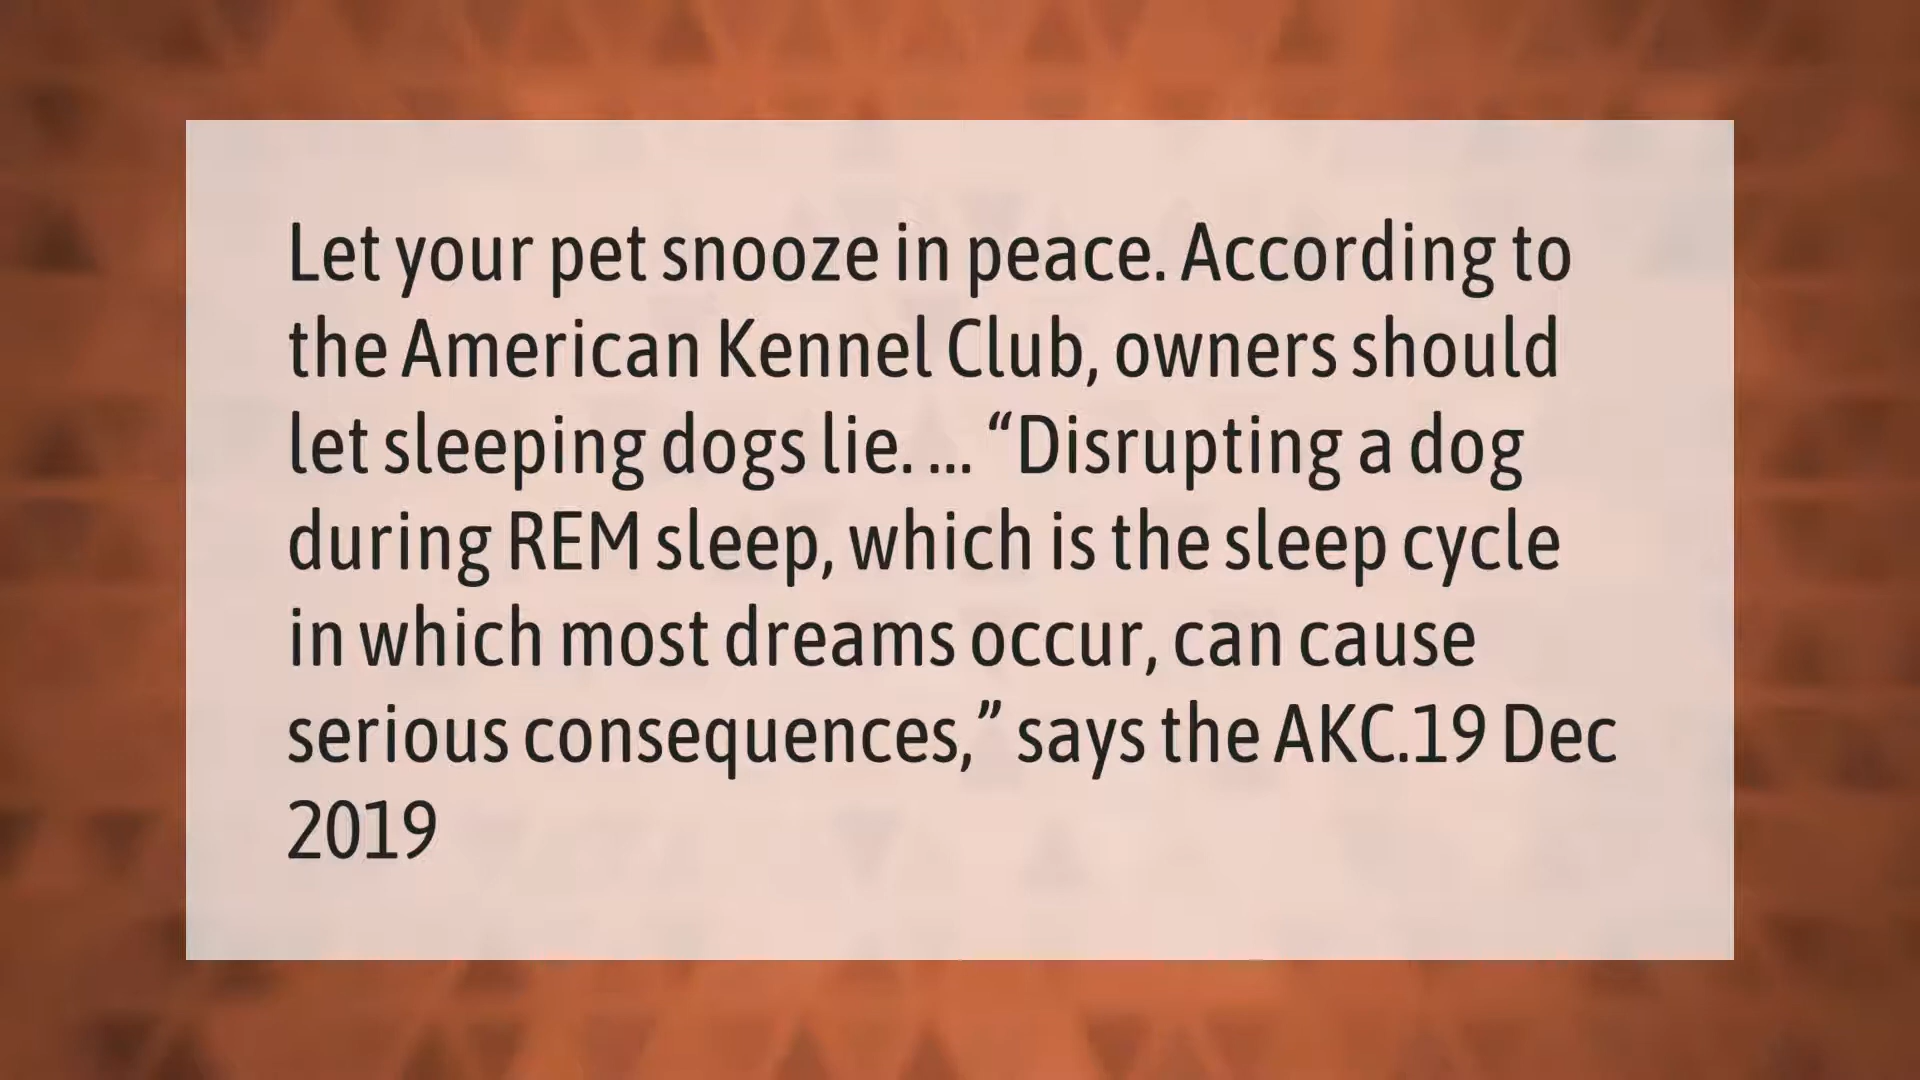 Let your pet snooze in peace. According to
the American Kennel Club, owners should
let sleeping dogs lie. ... “Disrupting a dog
during REM sleep, which is the sleep cycle
in which most dreams occur, can cause
serious consequences,” says the AKC.19 Dec
2019